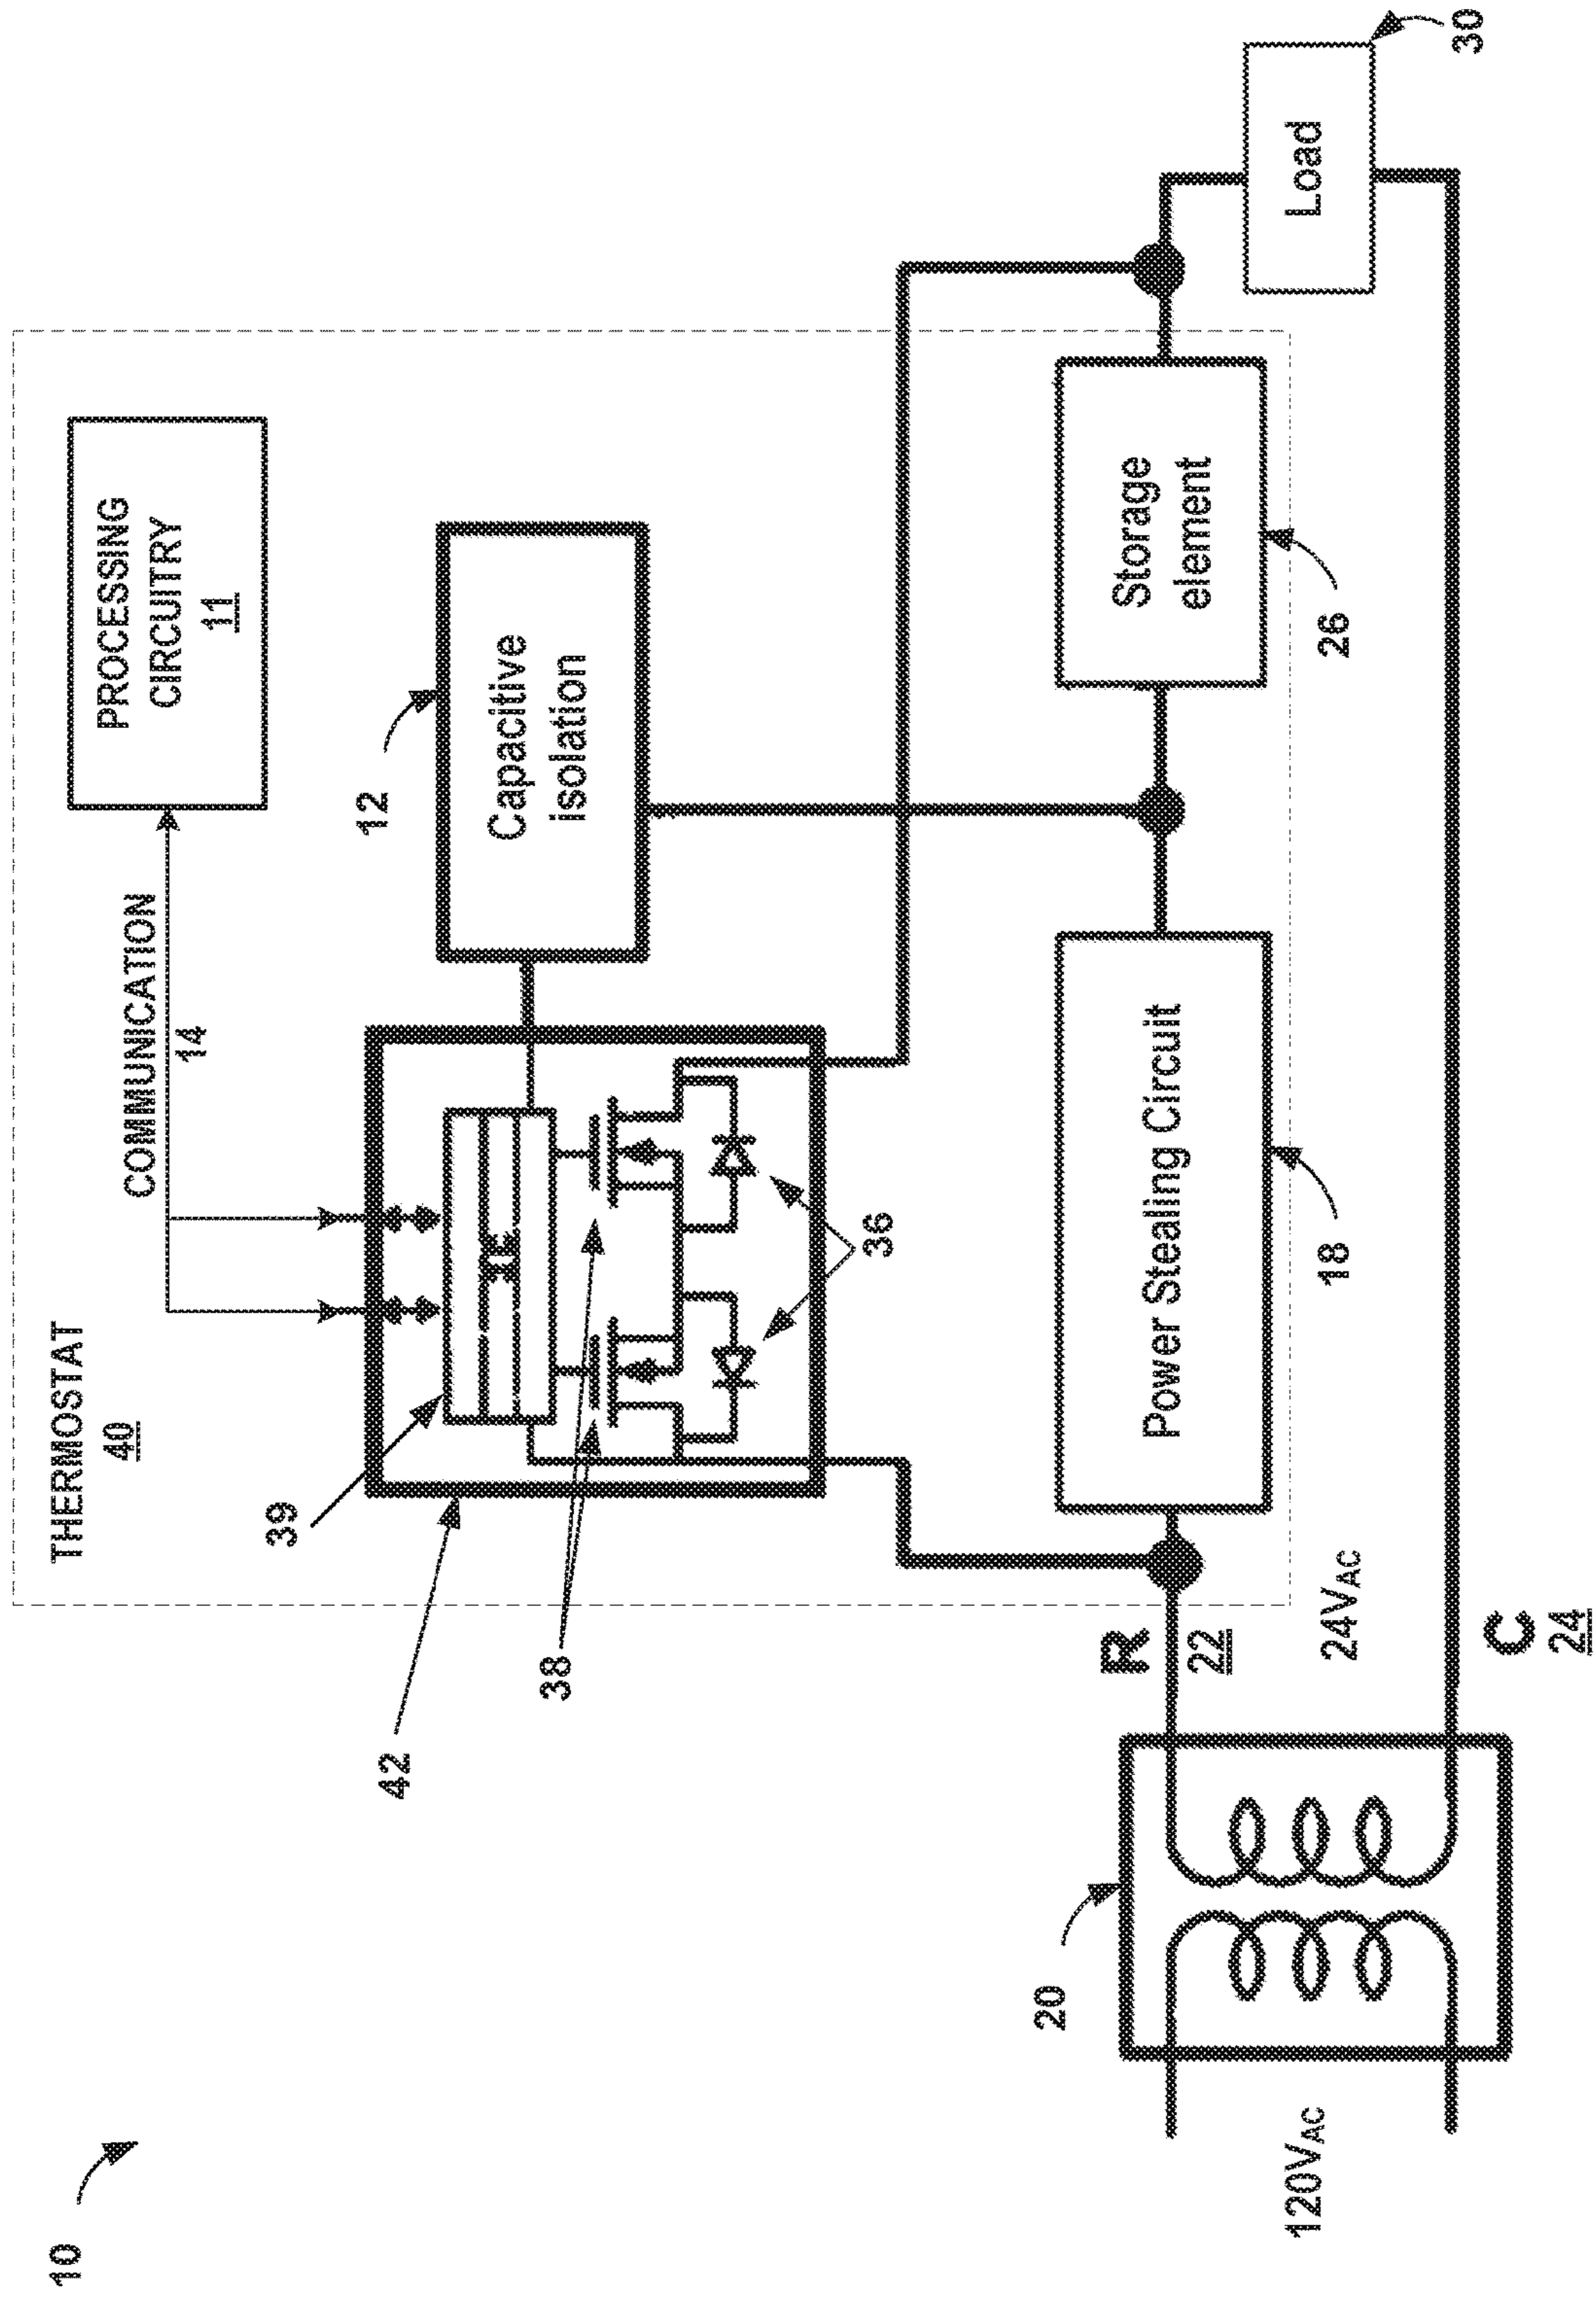 10
THERMOSTAT
40
COMMUNICATION
14
PROCESSING
CIRCUITRY
11
39
42
38
36
12
Capacitive
isolation
Power Stealing Circuit
18
Storage
element
26
Load
30
R
22
24VAC
C
24
20
120VAC